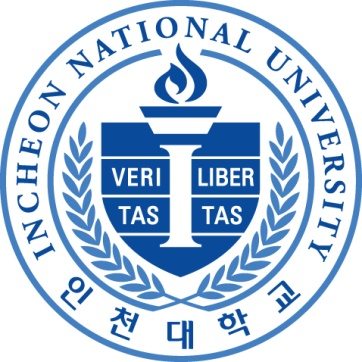 INCHEON NATIONAL UNIVERSITY
VERI LIBER
TAS TAS
인천대학교